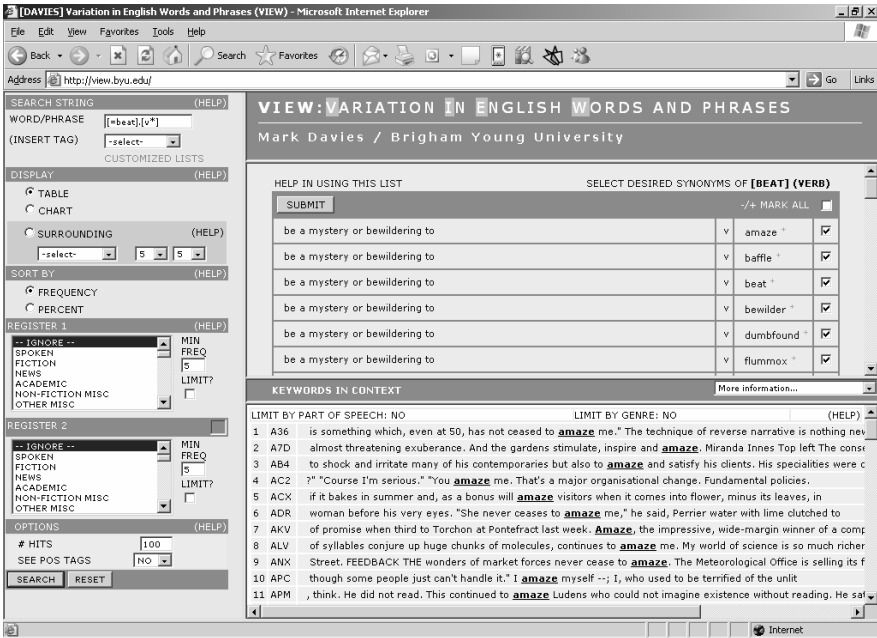 [DAVIES] Variation in English Words and Phrases (VIEW) - Microsoft Internet Explorer
File Edit View Favorites Tools Help
Back Search Favorites
Address http://view.byu.edu/ Go Links
SEARCH STRING (HELP)
WORD/PHRASE [=beat].[v*]
(INSERT TAG) -select-
CUSTOMIZED LISTS
DISPLAY (HELP)
TABLE
CHART
SURROUNDING (HELP)
-select- 5 5
SORT BY (HELP)
FREQUENCY
PERCENT
REGISTER 1 (HELP)
-- IGNORE --
SPOKEN
FICTION
NEWS
ACADEMIC
NON-FICTION MISC
OTHER MISC
MIN
FREQ
5
LIMIT?
REGISTER 2
-- IGNORE --
SPOKEN
FICTION
NEWS
ACADEMIC
NON-FICTION MISC
OTHER MISC
MIN
FREQ
5
LIMIT?
OPTIONS (HELP)
# HITS 100
SEE POS TAGS NO
SEARCH RESET
VIEW: VARIATION IN ENGLISH WORDS AND PHRASES
Mark Davies / Brigham Young University
HELP IN USING THIS LIST SELECT DESIRED SYNONYMS OF [BEAT] (VERB)
SUBMIT -/+ MARK ALL
be a mystery or bewildering to v amaze +
be a mystery or bewildering to v baffle +
be a mystery or bewildering to v beat +
be a mystery or bewildering to v bewilder +
be a mystery or bewildering to v dumbfound +
be a mystery or bewildering to v flummox +
KEYWORDS IN CONTEXT More information...
LIMIT BY PART OF SPEECH: NO LIMIT BY GENRE: NO (HELP)
1 A36 is something which, even at 50, has not ceased to amaze me." The technique of reverse narrative is nothing new
2 A7D almost threatening exuberance. And the gardens stimulate, inspire and amaze. Miranda Innes Top left The conse
3 AB4 to shock and irritate many of his contemporaries but also to amaze and satisfy his clients. His specialities were c
4 AC2 ?" "Course I'm serious." "You amaze me. That's a major organisational change. Fundamental policies.
5 ACX if it bakes in summer and, as a bonus will amaze visitors when it comes into flower, minus its leaves, in
6 ADR woman before his very eyes. "She never ceases to amaze me," he said, Perrier water with lime clutched to
7 AKV of promise when third to Torchon at Pontefract last week. Amaze, the impressive, wide-margin winner of a comp
8 ALV of syllables conjure up huge chunks of molecules, continues to amaze me. My world of science is so much richer
9 ANX Street. FEEDBACK THE wonders of market forces never cease to amaze. The Meteorological Office is selling its f
10 APC though some people just can't handle it." I amaze myself --; I, who used to be terrified of the unlit
11 APM , think. He did not read. This continued to amaze Ludens who could not imagine existence without reading. He sat
Internet